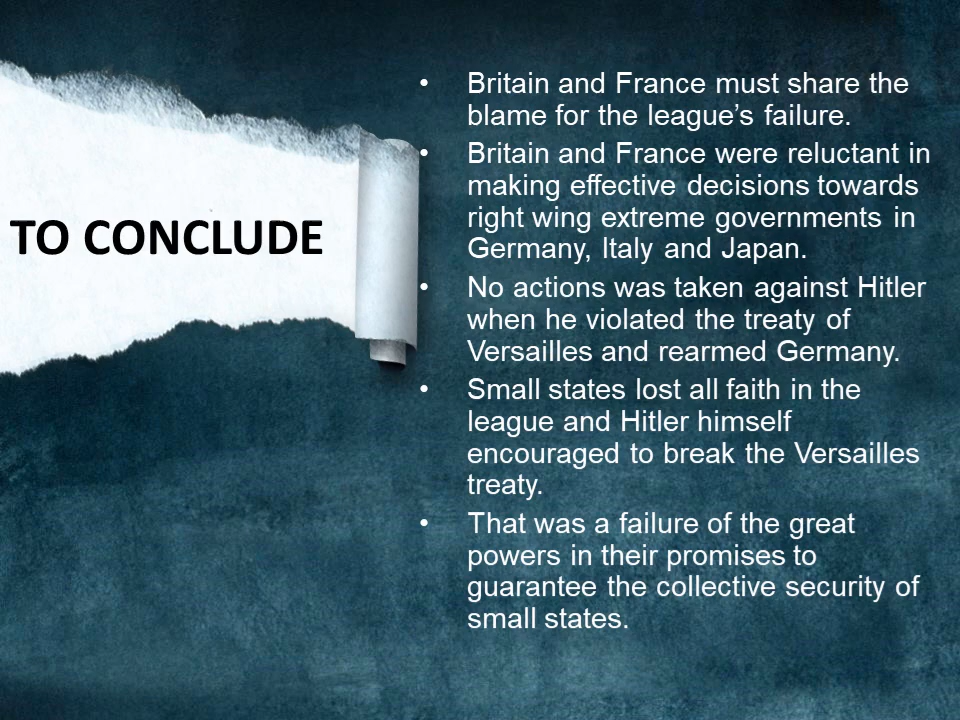 TO CONCLUDE
• Britain and France must share the
blame for the league’s failure.
• Britain and France were reluctant in
making effective decisions towards
right wing extreme governments in
Germany, Italy and Japan.
• No actions was taken against Hitler
when he violated the treaty of
Versailles and rearmed Germany.
• Small states lost all faith in the
league and Hitler himself
encouraged to break the Versailles
treaty.
• That was a failure of the great
powers in their promises to
guarantee the collective security of
small states.